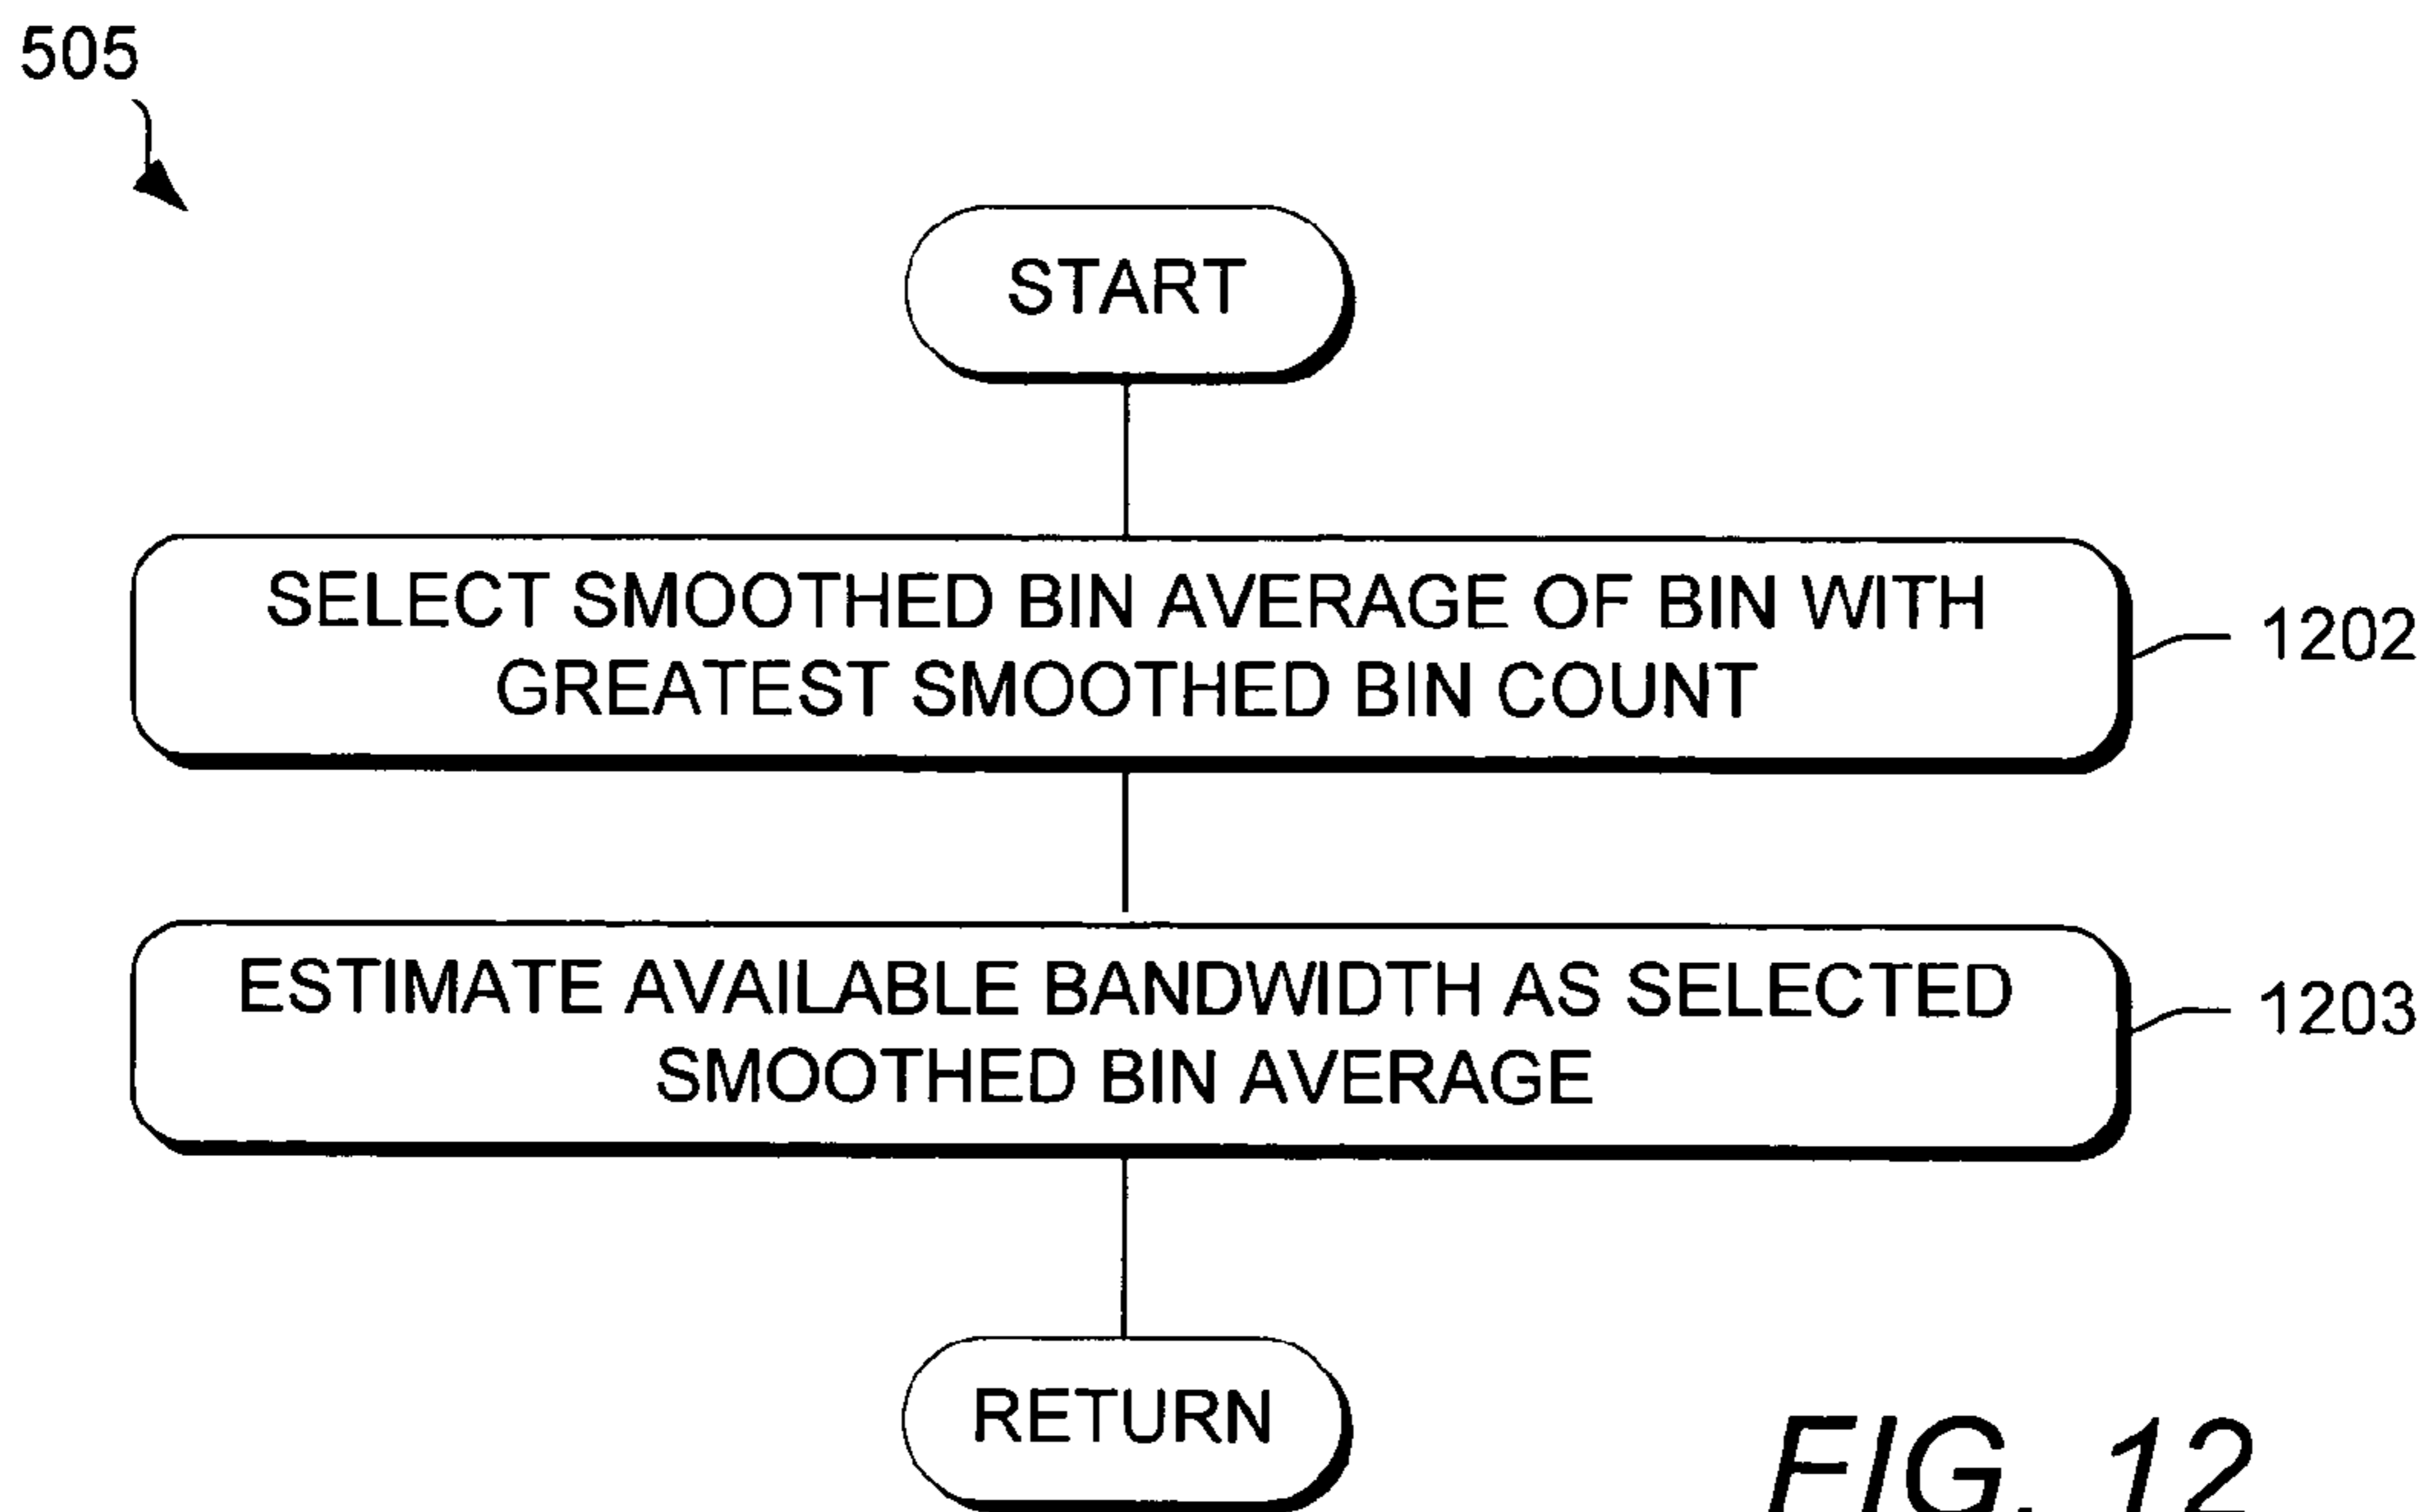 505
START
SELECT SMOOTHED BIN AVERAGE OF BIN WITH
GREATEST SMOOTHED BIN COUNT
1202
ESTIMATE AVAILABLE BANDWIDTH AS SELECTED
SMOOTHED BIN AVERAGE
1203
RETURN
FIG. 12